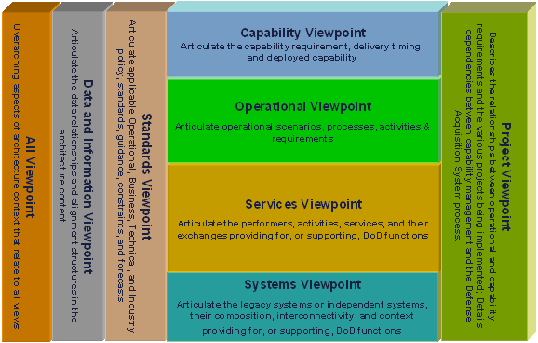 All Viewpoint
Overarching aspects of architecture context that relate to all views
Data and Information Viewpoint
Articulate the data relationships and alignment structures in the
architecture content
Standards Viewpoint
Articulate applicable Operational, Business, Technical, and Industry
policy, standards, guidance, constraints, and forecasts
Capability Viewpoint
Articulate the capability requirement, delivery timing
and deployed capability
Operational Viewpoint
Articulate operational scenarios, processes, activities &
requirements
Services Viewpoint
Articulate the performers, activities, services, and their
exchanges providing for, or supporting, DoD functions
Systems Viewpoint
Articulate the legacy systems or independent systems,
their composition, interconnectivity, and context
providing for, or supporting, DoD functions
Project Viewpoint
Describes the relationships between operational and capability
requirements and the various projects being implemented; Details
dependencies between capability management and the Defense
Acquisition System process.